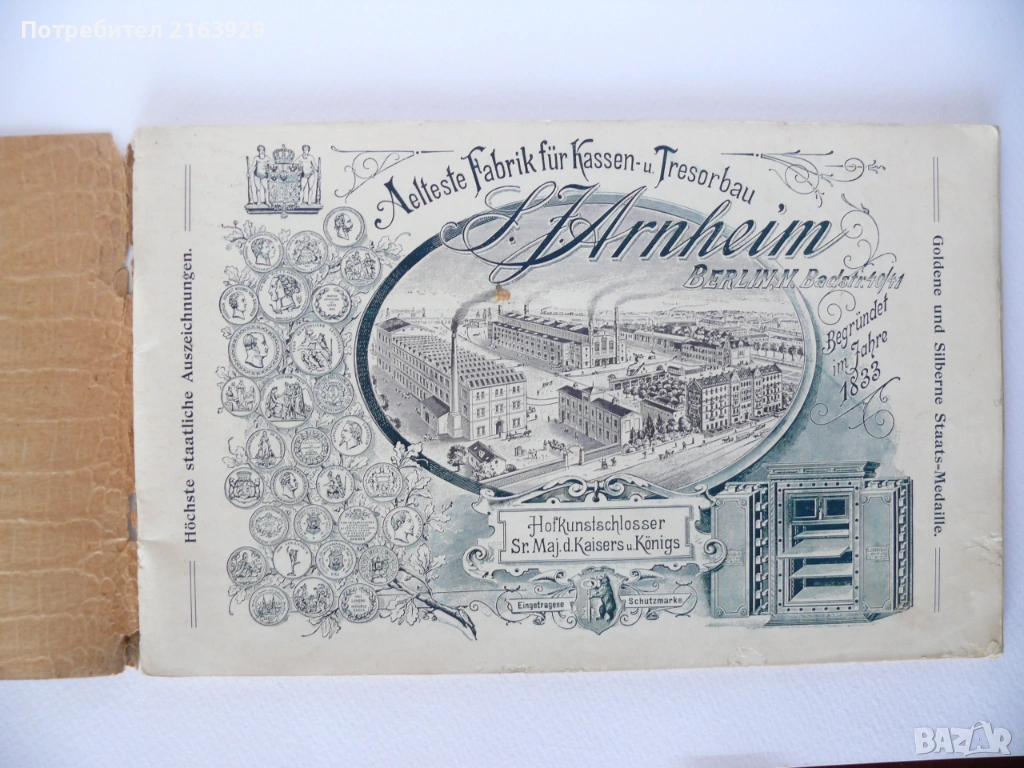 Потребител 2163929
Höchste staatliche Auszeichnungen.
Aelteste Fabrik für Kassen- u. Tresorbau
S. J. Arnheim
BERLIN, N. Badstr. 40/41
Begründet
im Jahre
1833
Goldene und Silberne Staats-Medaille.
Hofkunstschlosser
Sr. Maj. d. Kaisers u. Königs
Eingetragene Schutzmarke
BAZAR